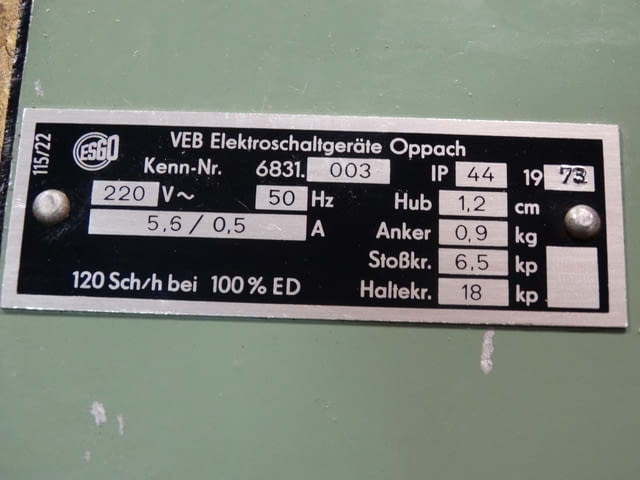 115/22
ESGO
VEB Elektroschaltgeräte Oppach
Kenn-Nr. 6831. 003 IP 44 19
220 V~ 50 Hz Hub 1,2 cm
5,6 / 0,5 A Anker 0,9 kg
Stoßkr. 6,5 kp
120 Sch/h bei 100 % ED Haltekr. 18 kp